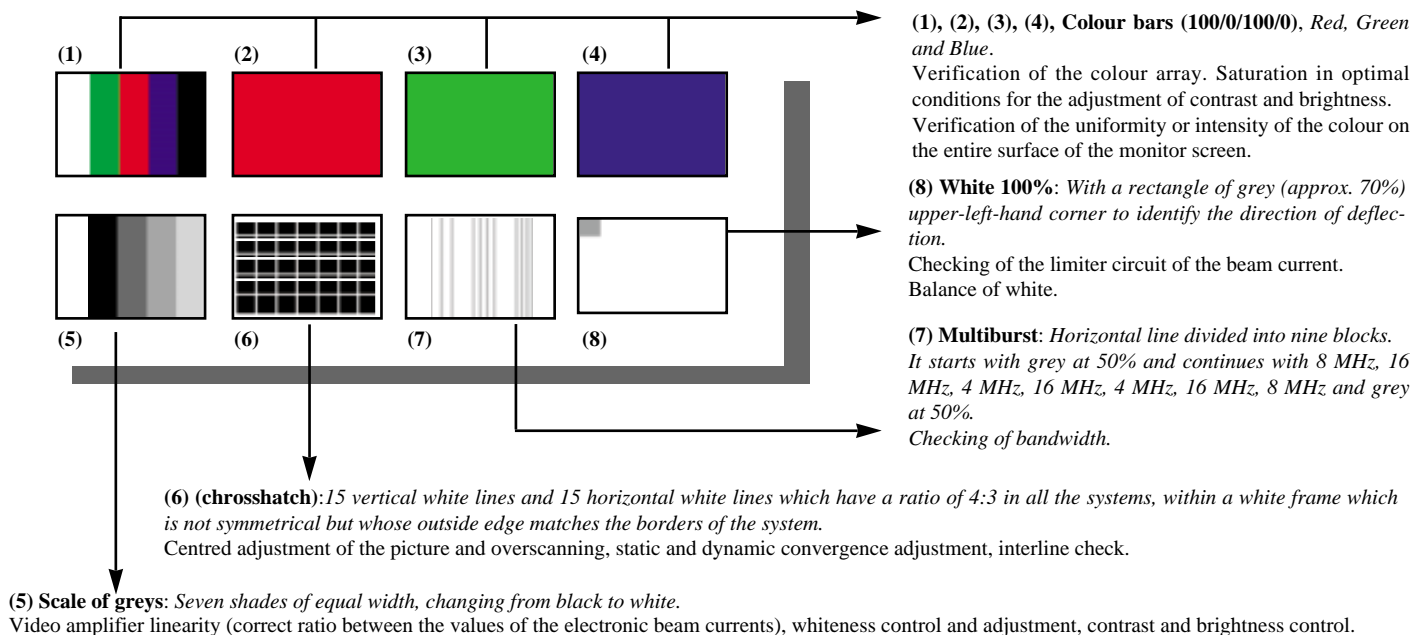 (1)
(2)
(3)
(4)
(1), (2), (3), (4), Colour bars (100/0/100/0), Red, Green
and Blue.
Verification of the colour array. Saturation in optimal
conditions for the adjustment of contrast and brightness.
Verification of the uniformity or intensity of the colour on
the entire surface of the monitor screen.
(8) White 100%: With a rectangle of grey (approx. 70%)
upper-left-hand corner to identify the direction of deflec-
tion.
Checking of the limiter circuit of the beam current.
Balance of white.
(5)
(6)
(7)
(8)
(7) Multiburst: Horizontal line divided into nine blocks.
It starts with grey at 50% and continues with 8 MHz, 16
MHz, 4 MHz, 16 MHz, 4 MHz, 16 MHz, 8 MHz and grey
at 50%.
Checking of bandwidth.
(6) (chrosshatch):15 vertical white lines and 15 horizontal white lines which have a ratio of 4:3 in all the systems, within a white frame which
is not symmetrical but whose outside edge matches the borders of the system.
Centred adjustment of the picture and overscanning, static and dynamic convergence adjustment, interline check.
(5) Scale of greys: Seven shades of equal width, changing from black to white.
Video amplifier linearity (correct ratio between the values of the electronic beam currents), whiteness control and adjustment, contrast and brightness control.